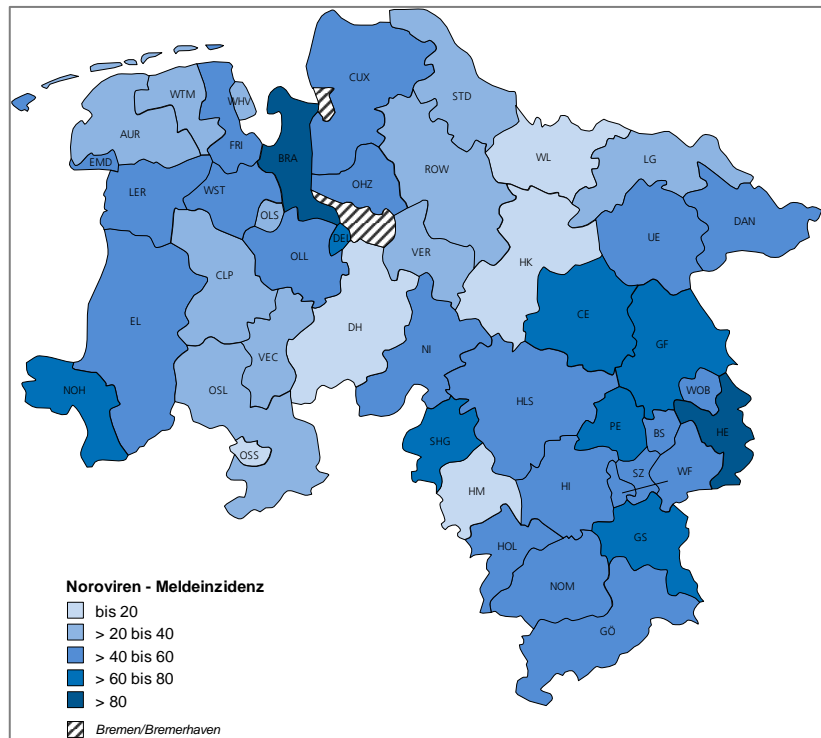 CUX
WTM
WHV
STD
AUR
FRI
BRA
WL
LG
EMD
ROW
LER
WST
OHZ
OLS
DAN
UE
DEL
VER
OLL
HK
CLP
EL
CE
DH
GF
NI
VEC
NOH
OSL
WOB
HLS
PE
BS
HE
SHG
OSS
SZ
WF
HM
HI
GS
HOL
NOM
GÖ
Noroviren - Meldeinzidenz
bis 20
> 20 bis 40
> 40 bis 60
> 60 bis 80
> 80
Bremen/Bremerhaven